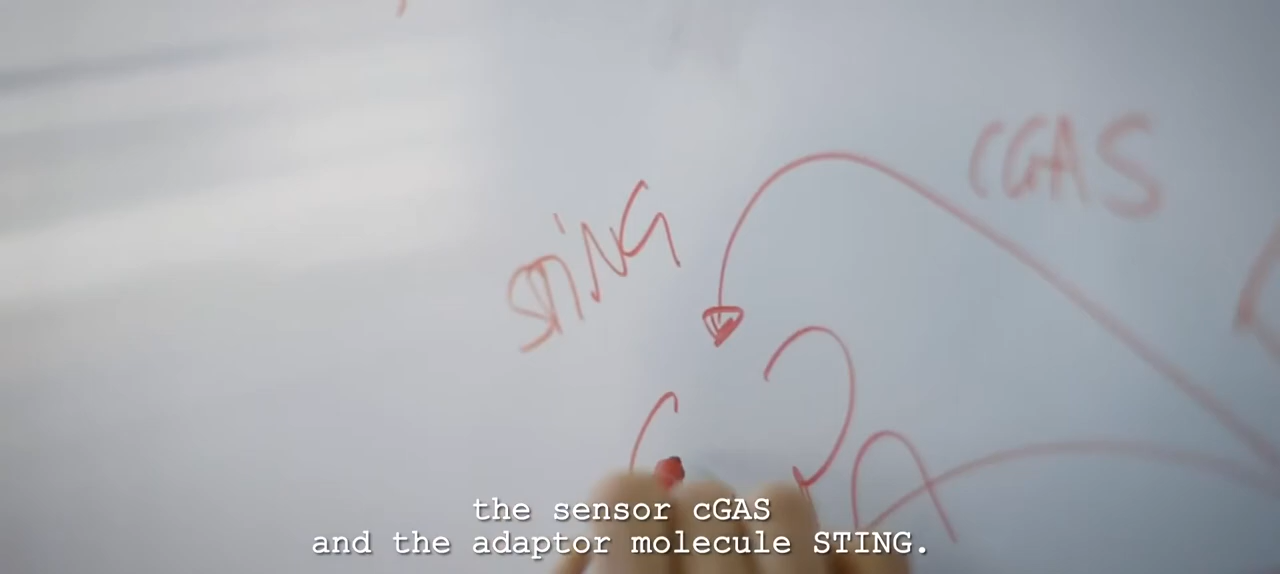 cGAS
STiNG
the sensor cGAS
and the adaptor molecule STING.